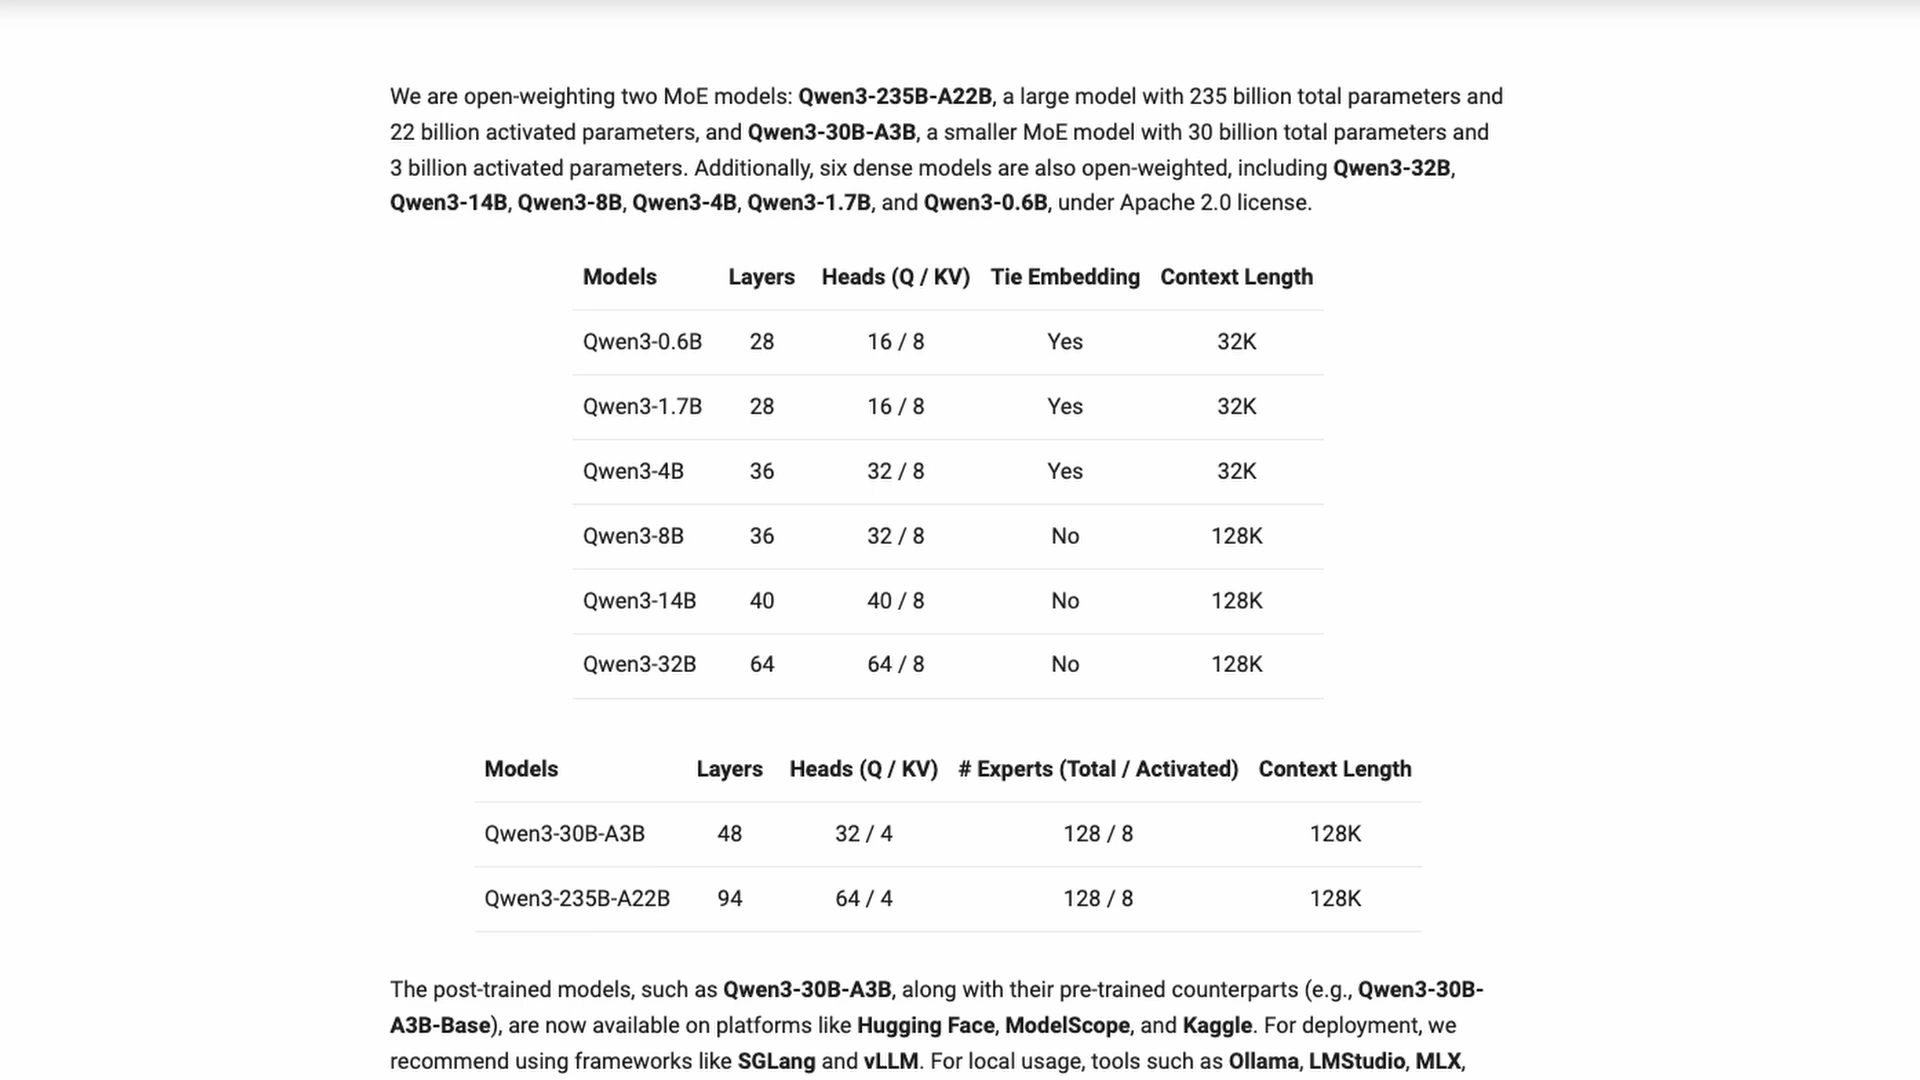 We are open-weighting two MoE models: Qwen3-235B-A22B, a large model with 235 billion total parameters and
22 billion activated parameters, and Qwen3-30B-A3B, a smaller MoE model with 30 billion total parameters and
3 billion activated parameters. Additionally, six dense models are also open-weighted, including Qwen3-32B,
Qwen3-14B, Qwen3-8B, Qwen3-4B, Qwen3-1.7B, and Qwen3-0.6B, under Apache 2.0 license.
Models Layers Heads (Q / KV) Tie Embedding Context Length
Qwen3-0.6B 28 16 / 8 Yes 32K
Qwen3-1.7B 28 16 / 8 Yes 32K
Qwen3-4B 36 32 / 8 Yes 32K
Qwen3-8B 36 32 / 8 No 128K
Qwen3-14B 40 40 / 8 No 128K
Qwen3-32B 64 64 / 8 No 128K
Models Layers Heads (Q / KV) # Experts (Total / Activated) Context Length
Qwen3-30B-A3B 48 32 / 4 128 / 8 128K
Qwen3-235B-A22B 94 64 / 4 128 / 8 128K
The post-trained models, such as Qwen3-30B-A3B, along with their pre-trained counterparts (e.g., Qwen3-30B-
A3B-Base), are now available on platforms like Hugging Face, ModelScope, and Kaggle. For deployment, we
recommend using frameworks like SGLang and vLLM. For local usage, tools such as Ollama, LMStudio, MLX,